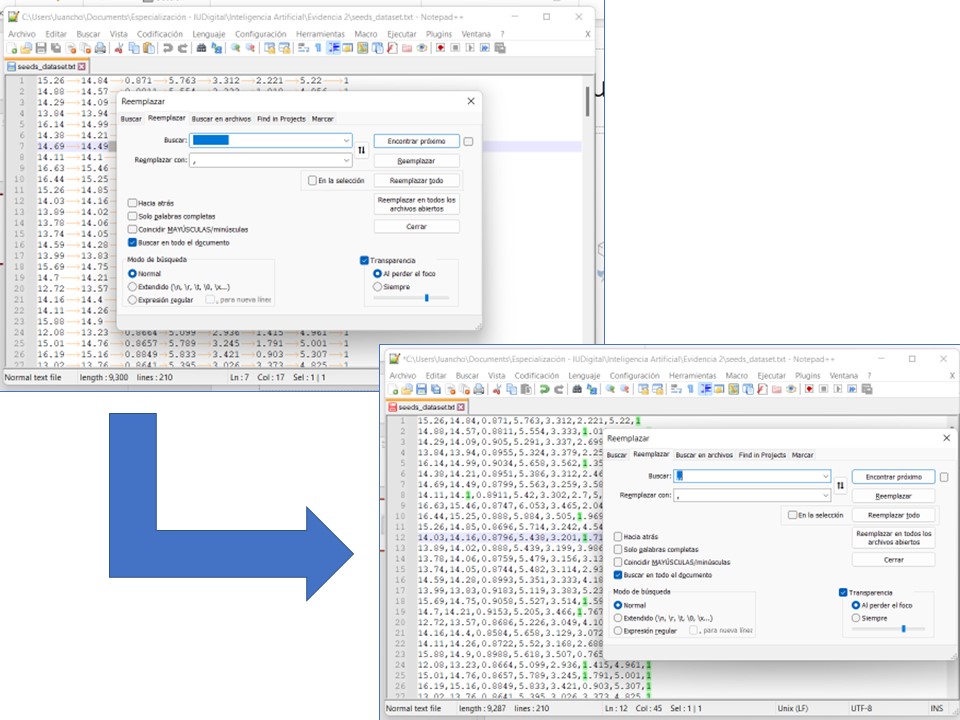 C:\Users\Juancho\Documents\Especialización - IUDigital\Inteligencia Artificial\Evidencia 2\seeds_dataset.txt - Notepad++
Archivo Editar Buscar Vista Codificación Lenguaje Configuración Herramientas Macro Ejecutar Plugins Ventana ?
X
seeds_dataset.txt
1 15.26 14.84 0.871 5.763 3.312 2.221 5.22 1
2 14.88 14.57
3 14.29 14.09
4 13.84 13.94
5 16.14 14.99
6 14.38 14.21
7 14.69 14.49
8 14.11 14.1
9 16.63 15.46
10 16.44 15.25
11 15.26 14.85
12 14.03 14.16
13 13.89 14.02
14 13.78 14.06
15 13.74 14.05
16 14.59 14.28
17 13.99 13.83
18 15.69 14.75
19 14.7 14.21
20 12.72 13.57
21 14.16 14.4
22 14.11 14.26
23 15.88 14.9
24 12.08 13.23 0.8664 5.099 2.936 1.415 4.961 1
25 15.01 14.76 0.8657 5.789 3.245 1.791 5.001 1
26 16.19 15.16 0.8849 5.833 3.421 0.903 5.307 1
27 13.02 13.76 0.8641 5.395 3.026 3.373 4.825 1
Reemplazar
Buscar Reemplazar Buscar en archivos Find in Projects Marcar
Buscar:
Encontrar próximo
Reemplazar con: ,
Reemplazar
En la selección
Reemplazar todo
Reemplazar en todos los
archivos abiertos
Cerrar
Hacia atrás
Solo palabras completas
Coincidir MAYÚSCULAS/minúsculas
Buscar en todo el documento
Modo de búsqueda
Normal
Extendido (\n, \r, \t, \0, \x...)
Expresión regular
. para nueva línea
Transparencia
Al perder el foco
Siempre
Normal text file length : 9,300 lines : 210 Ln : 7 Col : 17 Sel : 1 | 1
*C:\Users\Juancho\Documents\Especialización - IUDigital\Inteligencia Artificial\Evidencia 2\seeds_dataset.txt - Notepad++
Archivo Editar Buscar Vista Codificación Lenguaje Configuración Herramientas Macro Ejecutar Plugins Ventana ?
X
seeds_dataset.txt
1 15.26,14.84,0.871,5.763,3.312,2.221,5.22,1
2 14.88,14.57,0.8811,5.554,3.333,1.01
3 14.29,14.09,0.905,5.291,3.337,2.699
4 13.84,13.94,0.8955,5.324,3.379,2.25
5 16.14,14.99,0.9034,5.658,3.562,1.35
6 14.38,14.21,0.8951,5.386,3.312,2.46
7 14.69,14.49,0.8799,5.563,3.259,3.58
8 14.11,14.1,0.8911,5.42,3.302,2.7,5,
9 16.63,15.46,0.8747,6.053,3.465,2.04
10 16.44,15.25,0.888,5.884,3.505,1.969
11 15.26,14.85,0.8696,5.714,3.242,4.54
12 14.03,14.16,0.8796,5.438,3.201,1.71
13 13.89,14.02,0.888,5.439,3.199,3.986
14 13.78,14.06,0.8759,5.479,3.156,3.13
15 13.74,14.05,0.8744,5.482,3.114,2.93
16 14.59,14.28,0.8993,5.351,3.333,4.18
17 13.99,13.83,0.9183,5.119,3.383,5.23
18 15.69,14.75,0.9058,5.527,3.514,1.59
19 14.7,14.21,0.9153,5.205,3.466,1.767
20 12.72,13.57,0.8686,5.226,3.049,4.10
21 14.16,14.4,0.8584,5.658,3.129,3.072
22 14.11,14.26,0.8722,5.52,3.168,2.688
23 15.88,14.9,0.8988,5.618,3.507,0.765
24 12.08,13.23,0.8664,5.099,2.936,1.415,4.961,1
25 15.01,14.76,0.8657,5.789,3.245,1.791,5.001,1
26 16.19,15.16,0.8849,5.833,3.421,0.903,5.307,1
27 13.02,13.76,0.8641,5.395,3.026,3.373,4.825,1
Reemplazar
Buscar Reemplazar Buscar en archivos Find in Projects Marcar
Buscar:
Encontrar próximo
Reemplazar con: ,
Reemplazar
En la selección
Reemplazar todo
Reemplazar en todos los
archivos abiertos
Cerrar
Hacia atrás
Solo palabras completas
Coincidir MAYÚSCULAS/minúsculas
Buscar en todo el documento
Modo de búsqueda
Normal
Extendido (\n, \r, \t, \0, \x...)
Expresión regular
. para nueva línea
Transparencia
Al perder el foco
Siempre
Normal text file length : 9,287 lines : 210 Ln : 12 Col : 45 Sel : 1 | 1 Unix (LF) UTF-8 INS